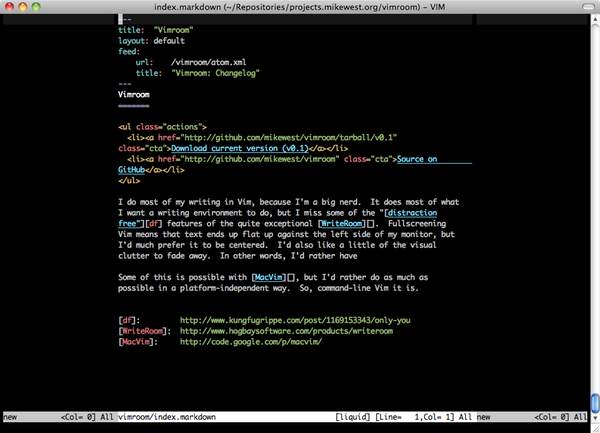 index.markdown (~/Repositories/projects.mikewest.org/vimroom) – VIM
---
title:  "Vimroom"
layout: default
feed:
    url:    /vimroom/atom.xml
    title:  "Vimroom: Changelog"
---
Vimroom
=======
<ul class="actions">
  <li><a href="http://github.com/mikewest/vimroom/tarball/v0.1"
class="cta">Download current version (v0.1)</a></li>
  <li><a href="http://github.com/mikewest/vimroom" class="cta">Source on
GitHub</a></li>
</ul>
I do most of my writing in Vim, because I'm a big nerd.  It does most of what
I want a writing environment to do, but I miss some of the "[distraction
free"][df] features of the quite exceptional [WriteRoom][].  Fullscreening
Vim means that text ends up flat up against the left side of my monitor, but
I'd much prefer it to be centered.  I'd also like a little of the visual
clutter to fade away.  In other words, I'd rather have
Some of this is possible with [MacVim][], but I'd rather do as much as
possible in a platform-independent way.  So, command-line Vim it is.
[df]:        http://www.kungfugrippe.com/post/1169153343/only-you
[WriteRoom]: http://www.hogbaysoftware.com/products/writeroom
[MacVim]:    http://code.google.com/p/macvim/
new <Col= 0] All vimroom/index.markdown [liquid] [Line=   1,Col= 1] All new <Col= 0] All